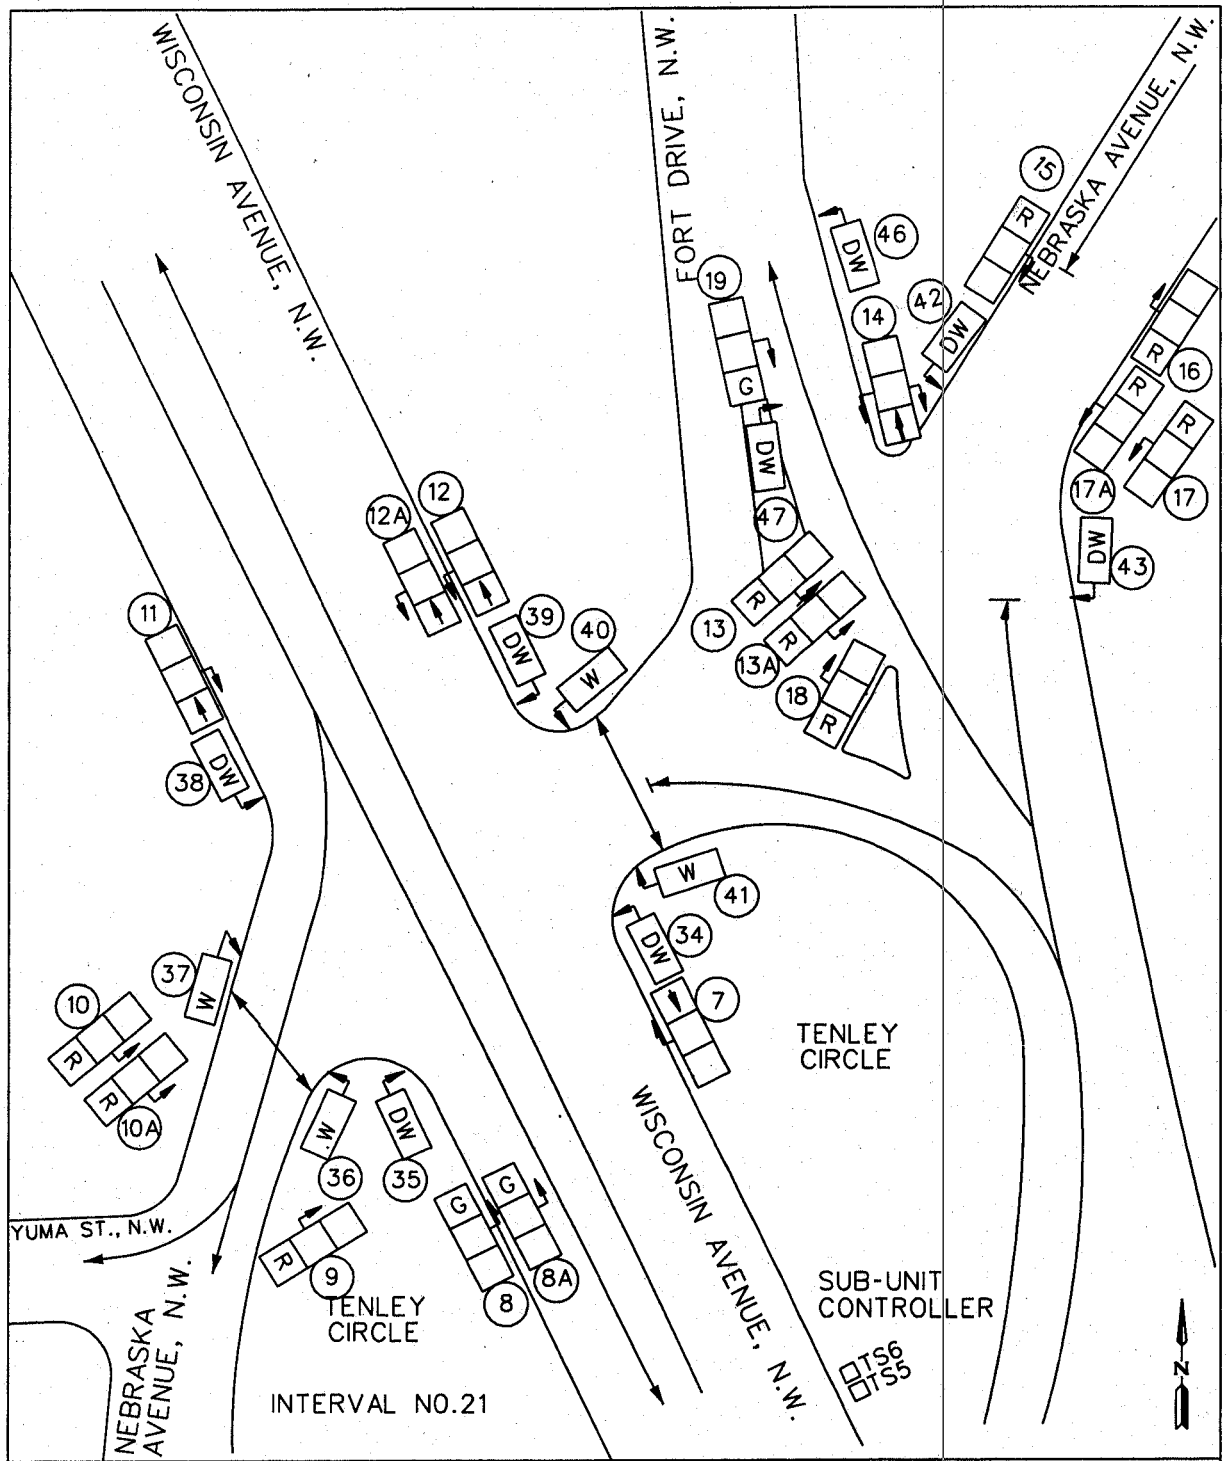 WISCONSIN AVENUE, N.W.
FORT DRIVE, N.W.
NEBRASKA AVENUE, N.W.
15
R
46
DW
19
G
42
DW
14
16
R
R
R
17A
17
DW
47
DW
43
12
12A
39
DW
40
W
13
R
13A
R
18
R
11
38
DW
W
41
34
DW
7
37
W
10
R
10A
R
TENLEY
CIRCLE
W
36
DW
35
G
G
8
8A
R
9
YUMA ST., N.W.
WISCONSIN AVENUE, N.W.
TENLEY
CIRCLE
SUB-UNIT
CONTROLLER
TS6
TS5
NEBRASKA
AVENUE, N.W.
INTERVAL NO.21
N